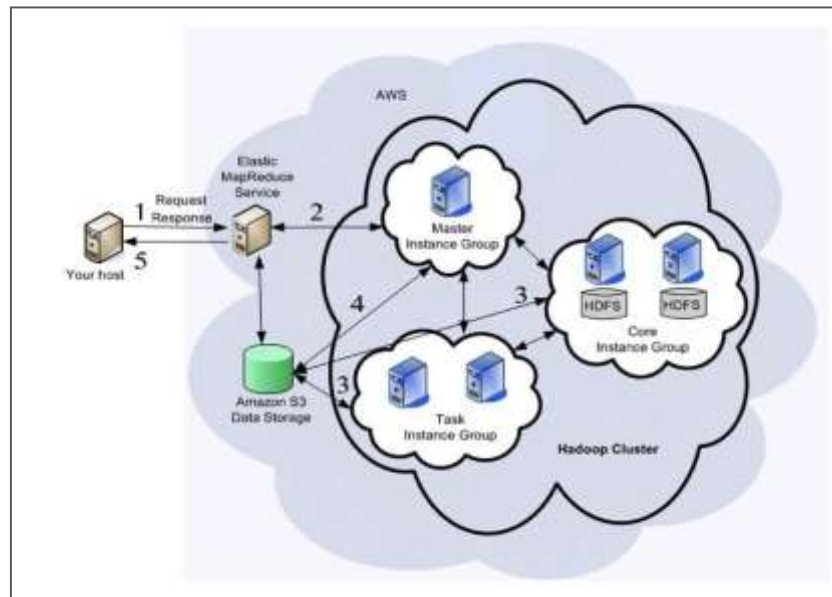 AWS
Elastic
MapReduce
Service
1
Request
Response
2
5
Your host
Master
Instance Group
4
3
HDFS
HDFS
Core
Instance Group
3
Amazon S3
Data Storage
Task
Instance Group
Hadoop Cluster